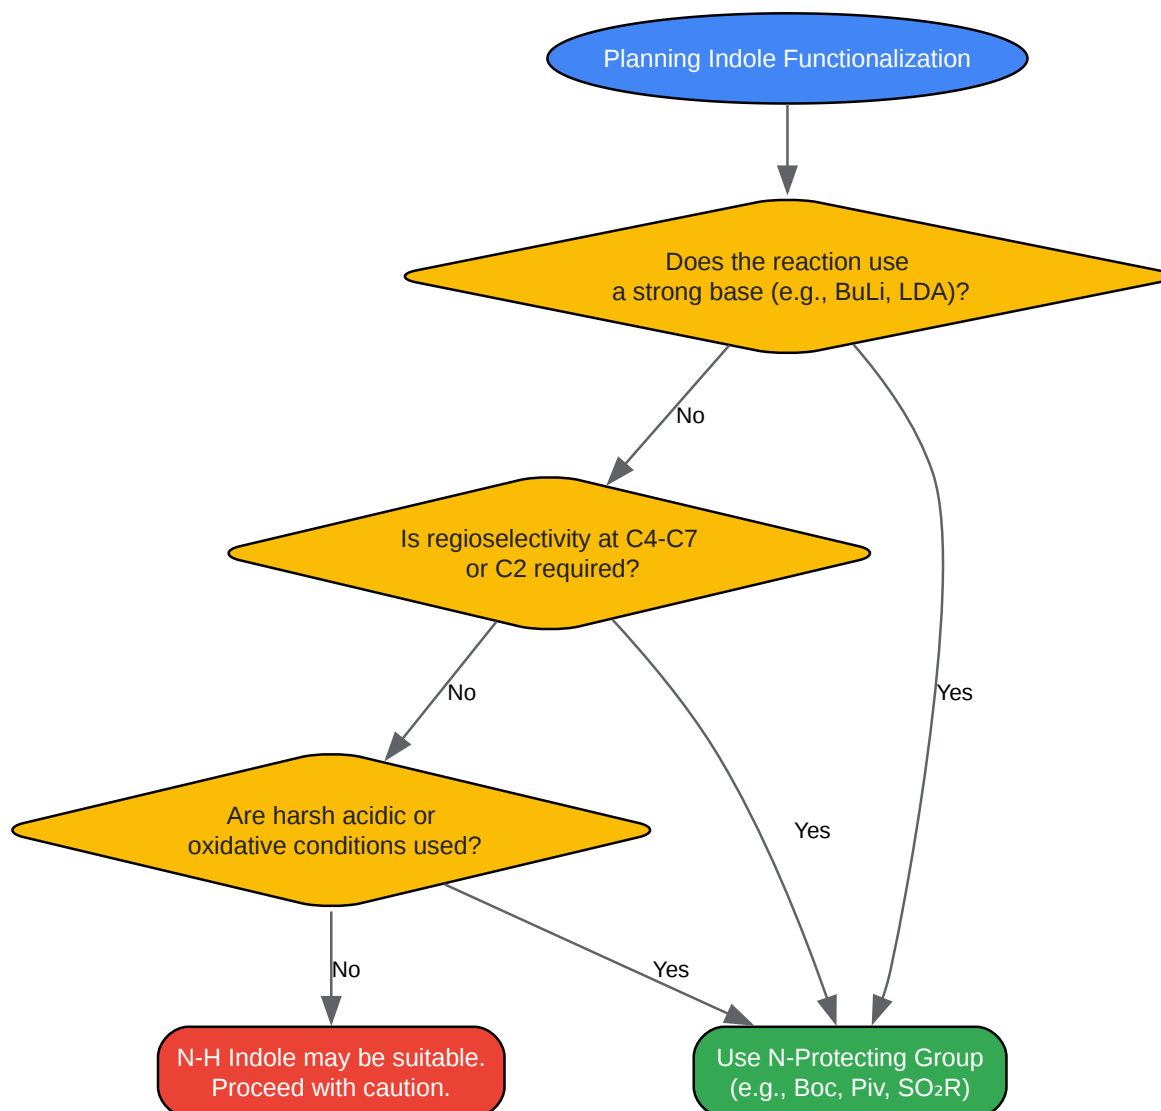 Planning Indole Functionalization
Does the reaction use
a strong base (e.g., BuLi, LDA)?
No
Is regioselectivity at C4-C7
or C2 required?
No
Yes
Are harsh acidic or
oxidative conditions used?
Yes
No
Yes
N-H Indole may be suitable.
Proceed with caution.
Use N-Protecting Group
(e.g., Boc, Piv, SO₂R)